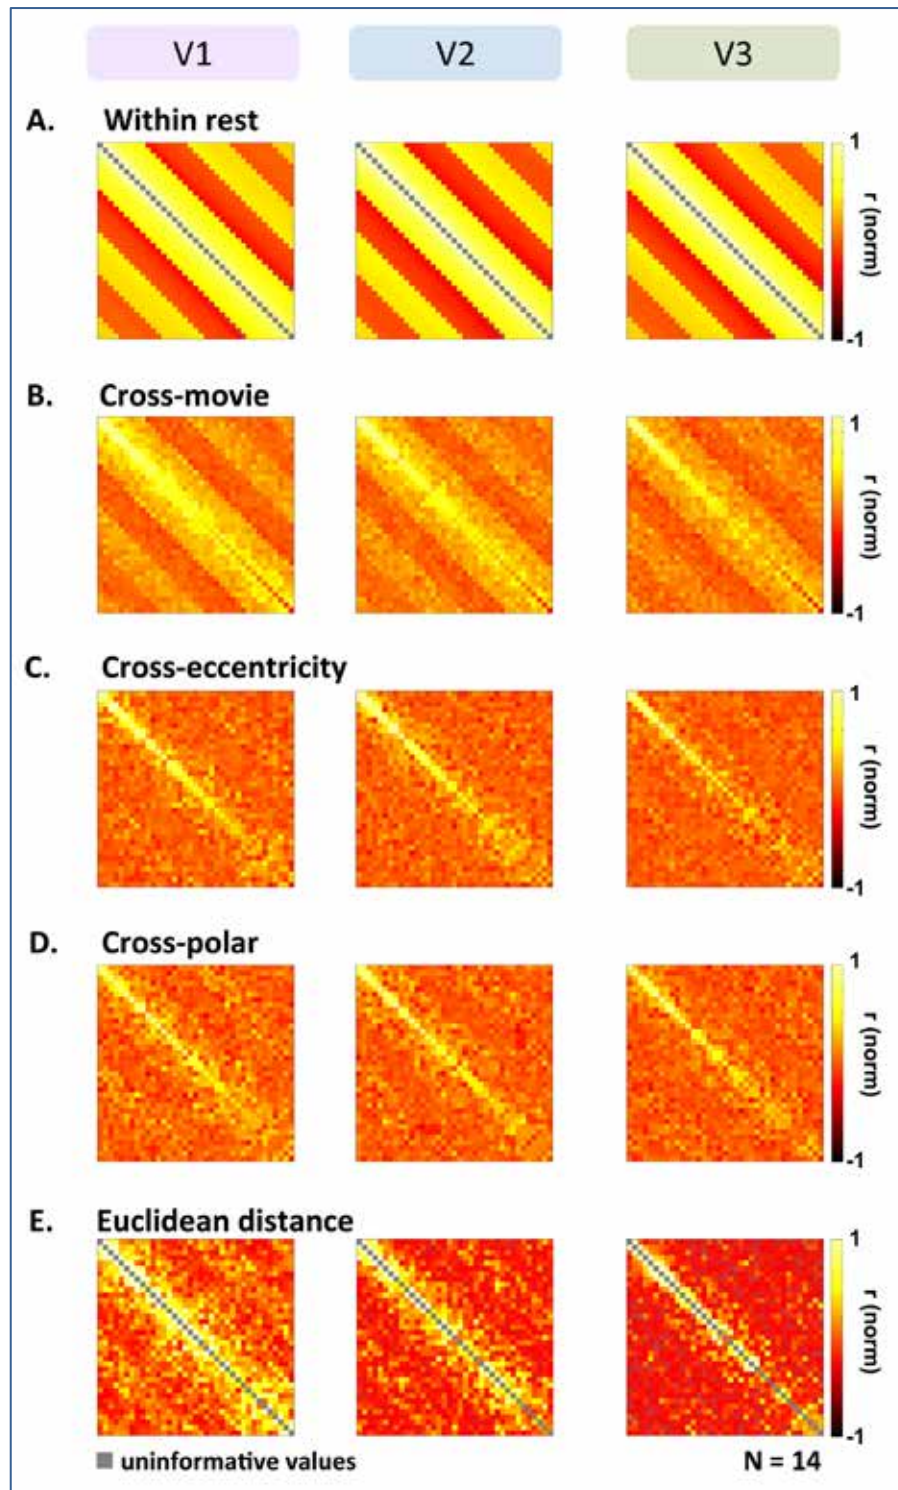 V1 V2 V3
A. Within rest
1
r (norm)
-1
B. Cross-movie
1
r (norm)
-1
C. Cross-eccentricity
1
r (norm)
-1
D. Cross-polar
1
r (norm)
-1
E. Euclidean distance
1
r (norm)
-1
uninformative values N = 14